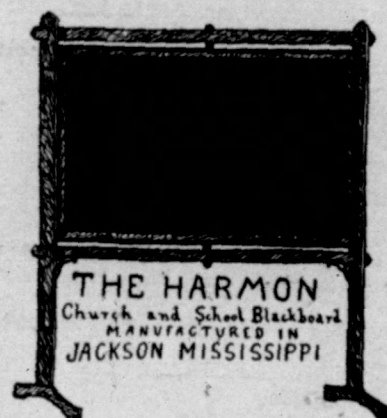 THE HARMON
Church and School Blackboard
MANUFACTURED IN
JACKSON MISSISSIPPI